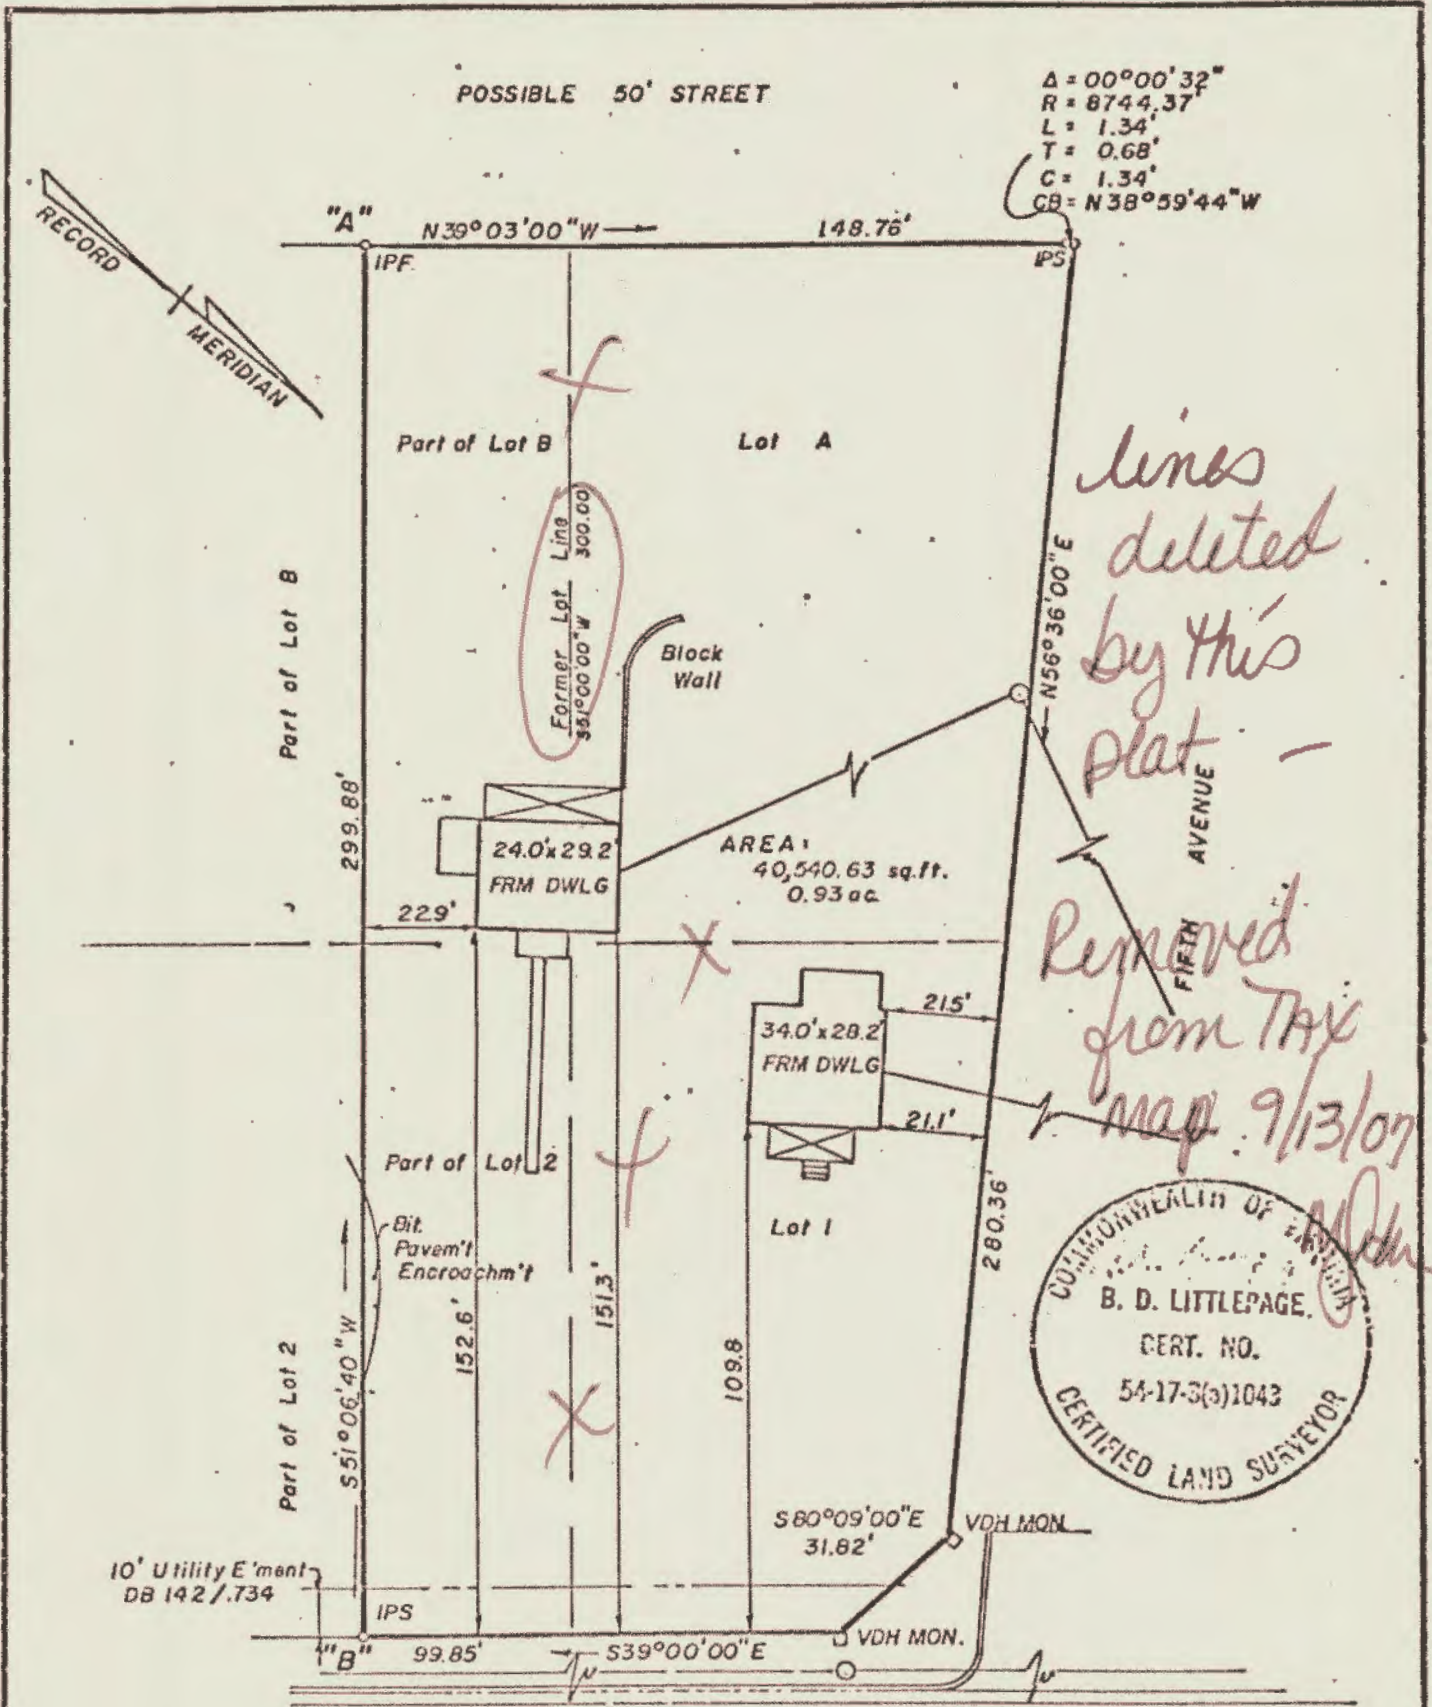 POSSIBLE 50' STREET
Δ = 00°00'32"
R = 8744.37'
L = 1.34'
T = 0.68'
C = 1.34'
CB = N38°59'44"W
RECORD
MERIDIAN
"A"
N39°03'00"W
148.76'
IPF.
IPS
Part of Lot B
Lot A
lines
deleted
by this
plat -
Former Lot Line
S51°00'00"W 300.00
Part of Lot B
Block
Wall
N56°36'00"E
299.88'
24.0'x29.2'
FRM DWLG
AREA:
40,540.63 sq.ft.
0.93 ac.
FIFTH AVENUE
22.9'
Removed
from TAX
map 9/13/07
34.0'x28.2'
FRM DWLG
21.5'
21.1'
Part of Lot 2
Lot 1
280.36'
Bit.
Pavem't
Encroachm't
152.6'
151.3'
109.8
S51°06'40"W
Part of Lot 2
COMMONWEALTH OF VIRGINIA
B. D. LITTLEPAGE.
CERT. NO.
54-17-3(b)1043
CERTIFIED LAND SURVEYOR
S80°09'00"E
31.82'
VDH MON.
10' Utility E'ment
DB 142/.734
IPS
"B"
99.85'
S39°00'00"E
VDH MON.